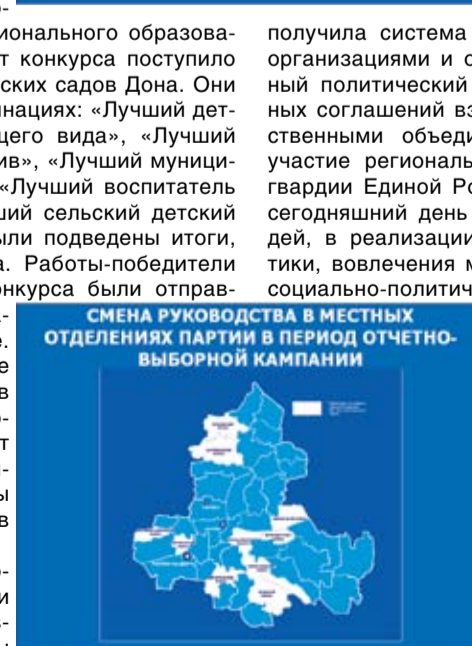 ионального образова-
т конкурса поступило
ских садов Дона. Они
инациях: «Лучший дет-
щего вида», «Лучший
ив», «Лучший муници-
«Лучший воспитатель
ший сельский детский
ыли подведены итоги,
а. Работы-победители
онкурса были отправ-
получила система
организациями и о
ный политический
ных соглашений вз
ственными объеди
участие региональ
гвардии Единой Ро
сегодняшний день
дей, в реализации
тики, вовлечения м
социально-политич
СМЕНА РУКОВОДСТВА В МЕСТНЫХ
ОТДЕЛЕНИЯХ ПАРТИИ В ПЕРИОД ОТЧЕТНО-
ВЫБОРНОЙ КАМПАНИИ